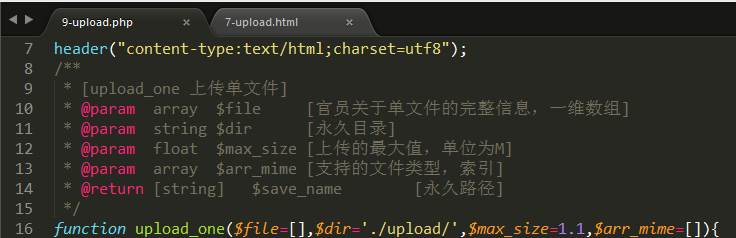 9-upload.php × 7-upload.html ×
7 header("content-type:text/html;charset=utf8");
8 /**
9 * [upload_one 上传单文件]
10 * @param array $file [官员关于单文件的完整信息，一维数组]
11 * @param string $dir [永久目录]
12 * @param float $max_size [上传的最大值，单位为M]
13 * @param array $arr_mime [支持的文件类型，索引]
14 * @return [string] $save_name [永久路径]
15 */
16 function upload_one($file=[],$dir='./upload/',$max_size=1.1,$arr_mime=[]){